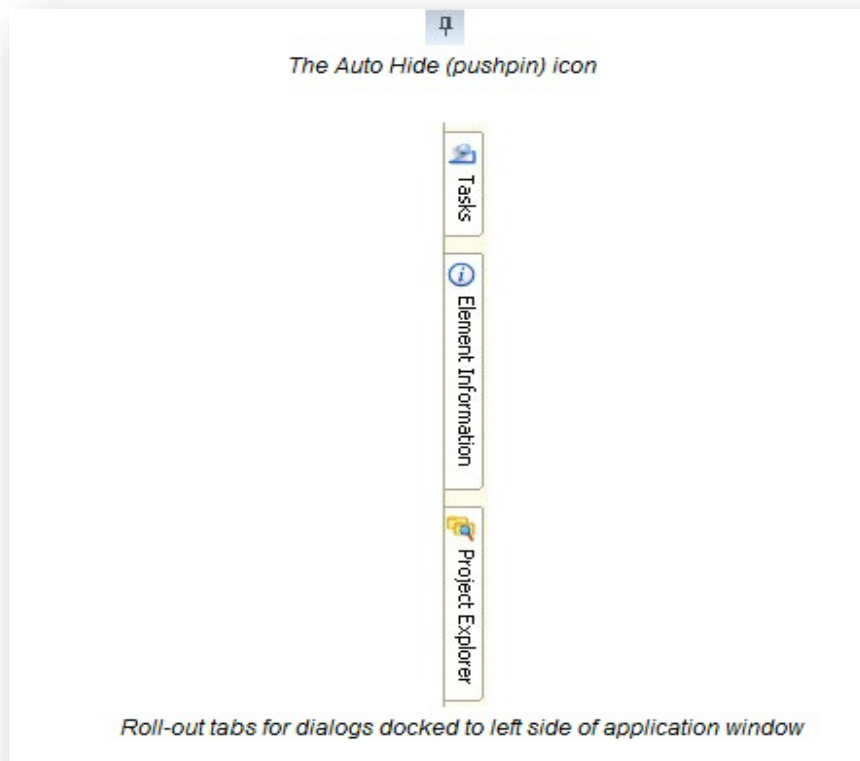 The Auto Hide (pushpin) icon
Tasks
Element Information
Project Explorer
Roll-out tabs for dialogs docked to left side of application window